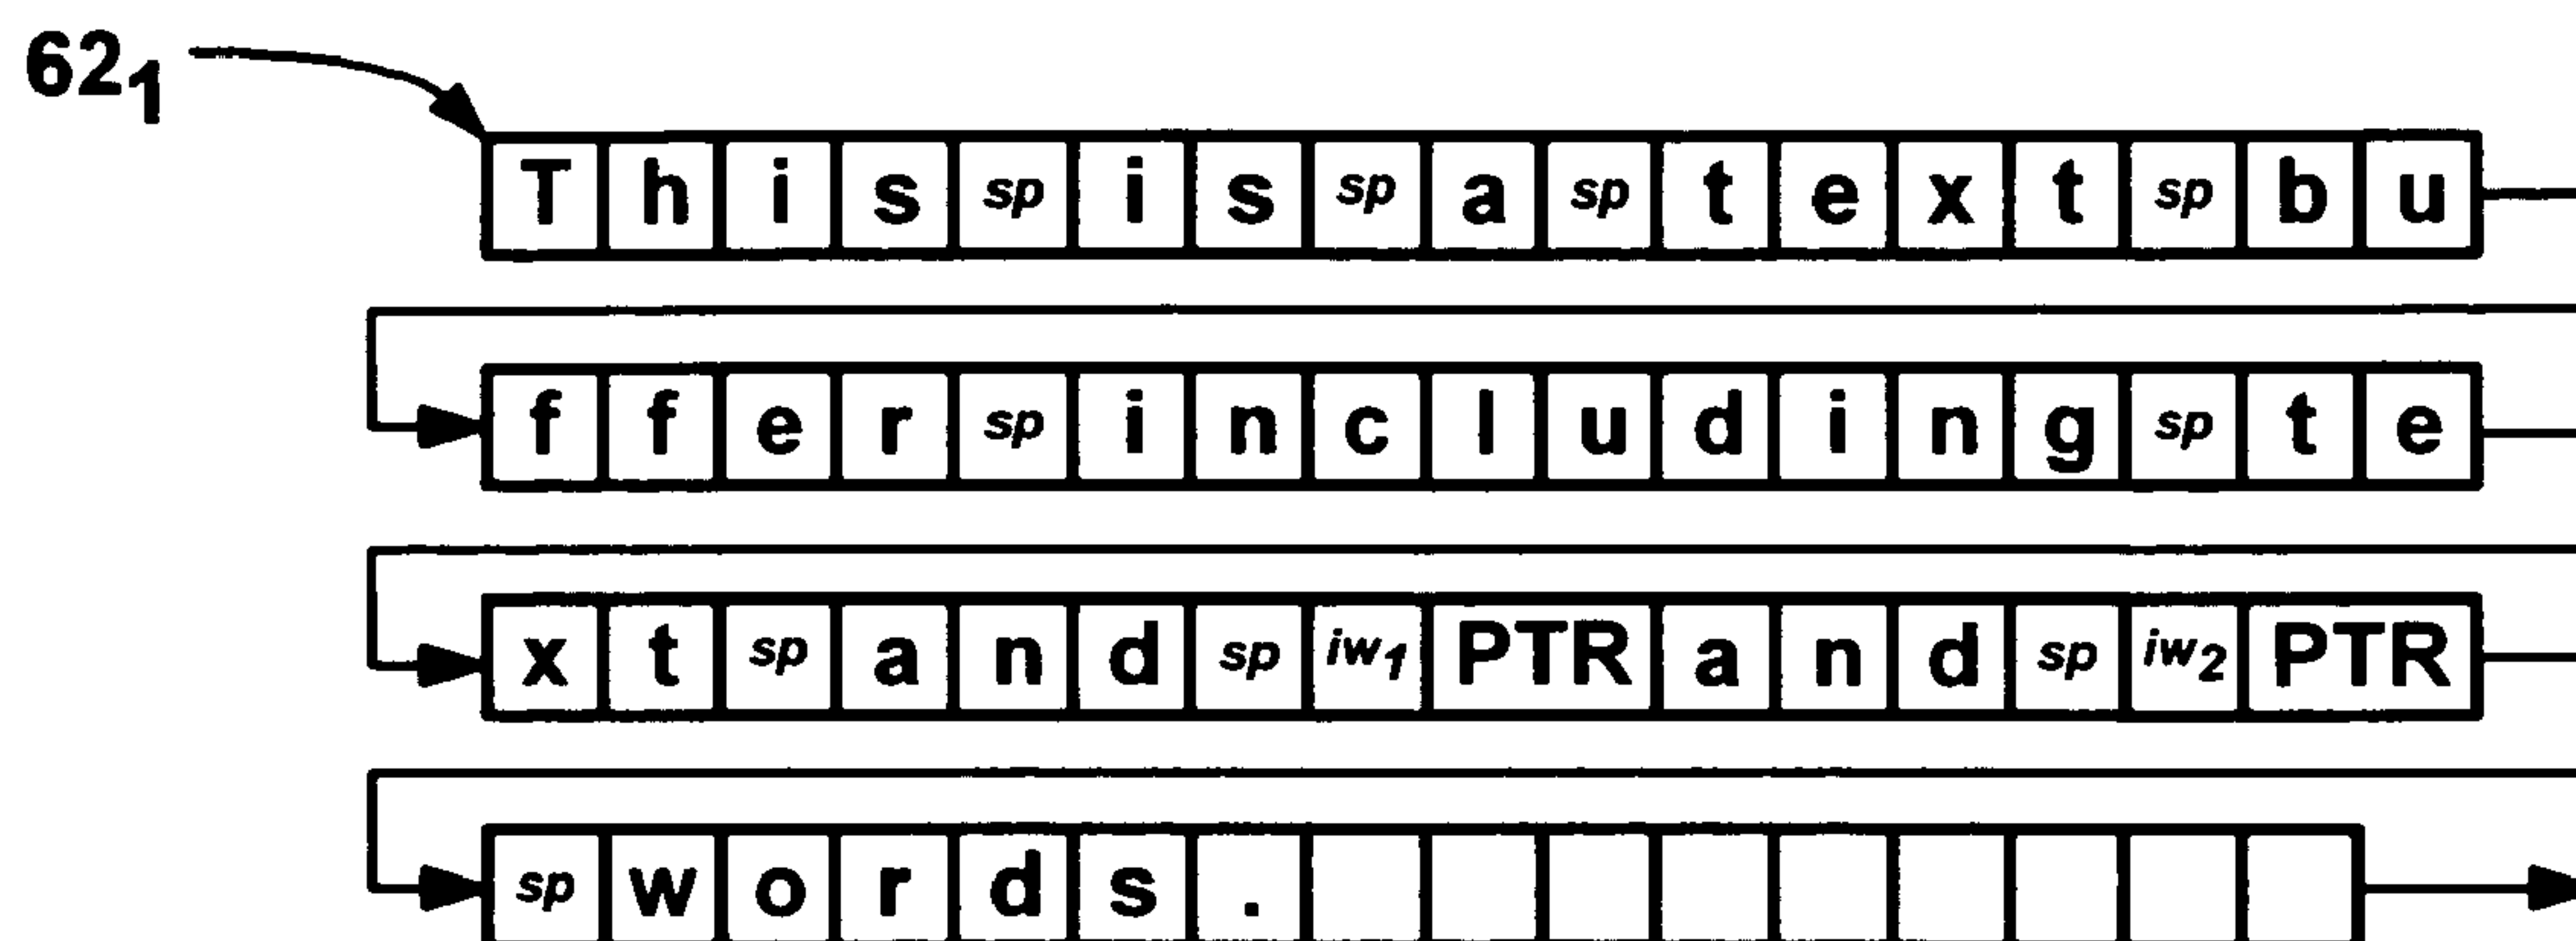 62₁
T h i s sp i s sp a sp t e x t sp b u
f f e r sp i n c l u d i n g sp t e
x t sp a n d sp iw₁ PTR a n d sp iw₂ PTR
sp w o r d s .